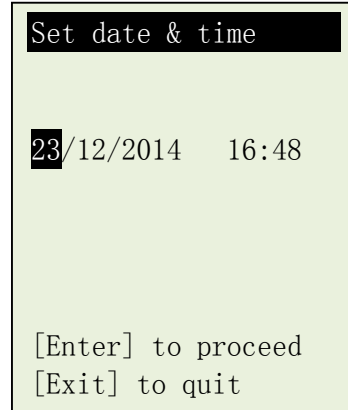 Set date & time
23/12/2014 16:48
[Enter] to proceed
[Exit] to quit